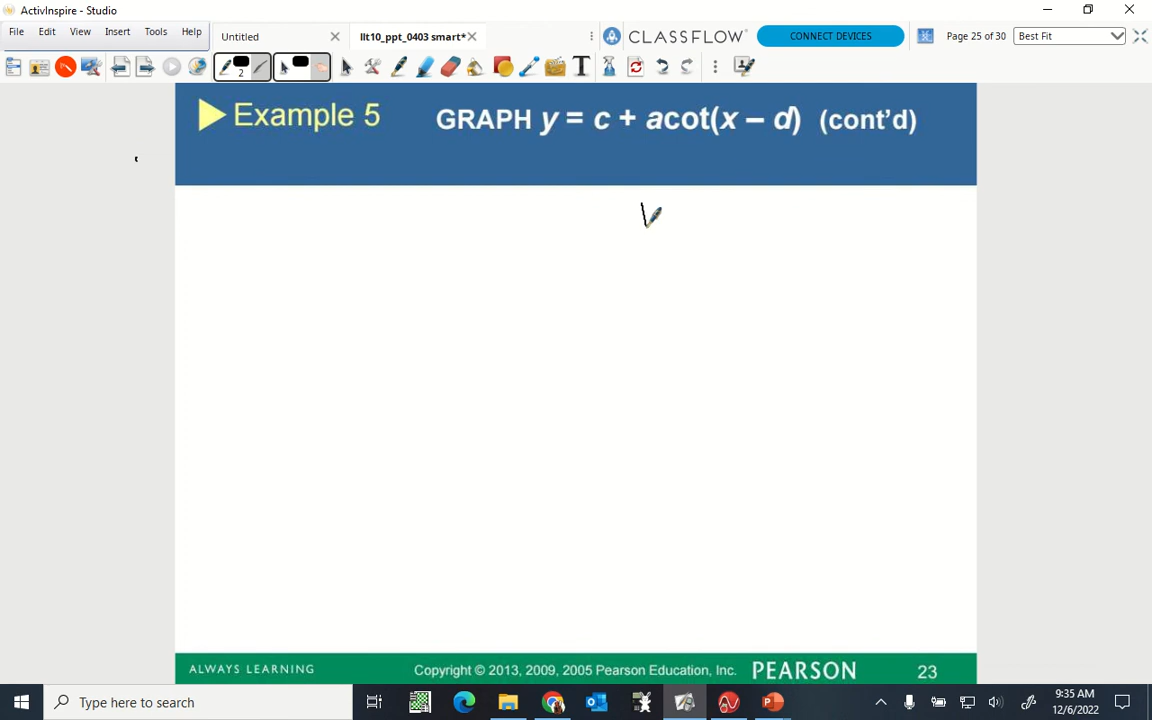 ActivInspire - Studio
File Edit View Insert Tools Help
Untitled
llt10_ppt_0403 smart*
CLASSFLOW
CONNECT DEVICES
Page 25 of 30
Best Fit
2
Example 5 GRAPH y = c + acot(x – d) (cont’d)
ALWAYS LEARNING
Copyright © 2013, 2009, 2005 Pearson Education, Inc.
PEARSON
23
Type here to search
9:35 AM
12/6/2022